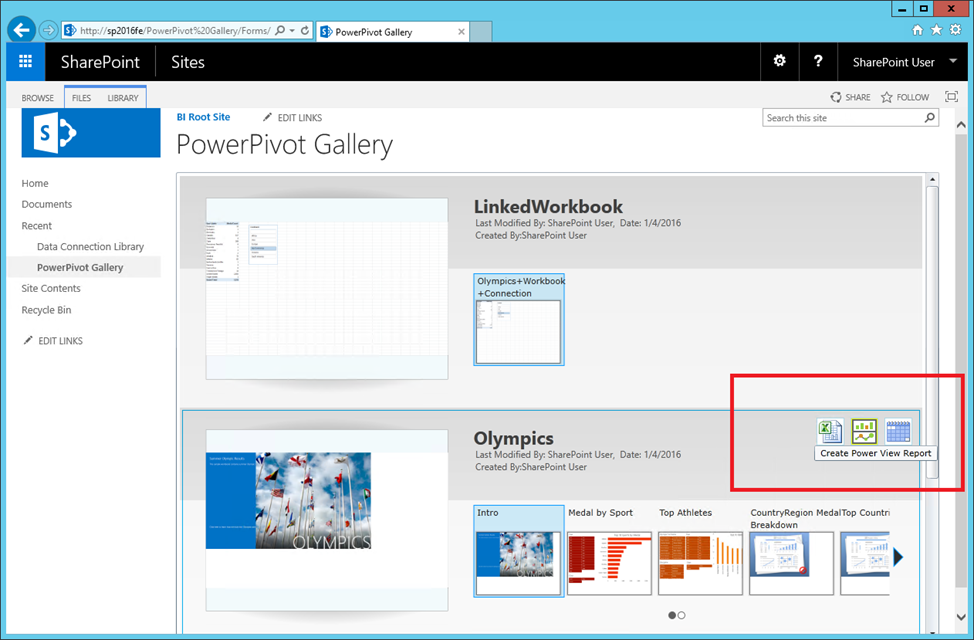 http://sp2016fe/PowerPivot%20Gallery/Forms/
PowerPivot Gallery
SharePoint
Sites
?
SharePoint User
BROWSE
FILES
LIBRARY
SHARE
FOLLOW
S
BI Root Site
EDIT LINKS
Search this site
PowerPivot Gallery
Home
Documents
Recent
Data Connection Library
PowerPivot Gallery
Site Contents
Recycle Bin
EDIT LINKS
LinkedWorkbook
Last Modified By: SharePoint User, Date: 1/4/2016
Created By:SharePoint User
Olympics+Workbook
+Connection
Olympics
Last Modified By: SharePoint User, Date: 1/4/2016
Created By:SharePoint User
Create Power View Report
OLYMPICS
Intro
Medal by Sport
Top Athletes
CountryRegion Medal
Breakdown
Top Countri